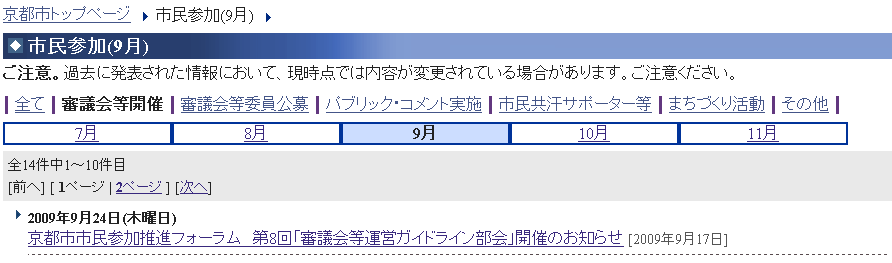 京都市トップページ 市民参加(9月)
市民参加(9月)
ご注意。過去に発表された情報において、現時点では内容が変更されている場合があります。ご注意ください。
| 全て | 審議会等開催 | 審議会等委員公募 | パブリック・コメント実施 | 市民共汗サポーター等 | まちづくり活動 | その他 |
7月 8月 9月 10月 11月
全14件中1～10件目
[前へ] [ 1ページ | 2ページ ] [次へ]
2009年9月24日(木曜日)
京都市市民参加推進フォーラム 第8回「審議会等運営ガイドライン部会」開催のお知らせ [2009年9月17日]